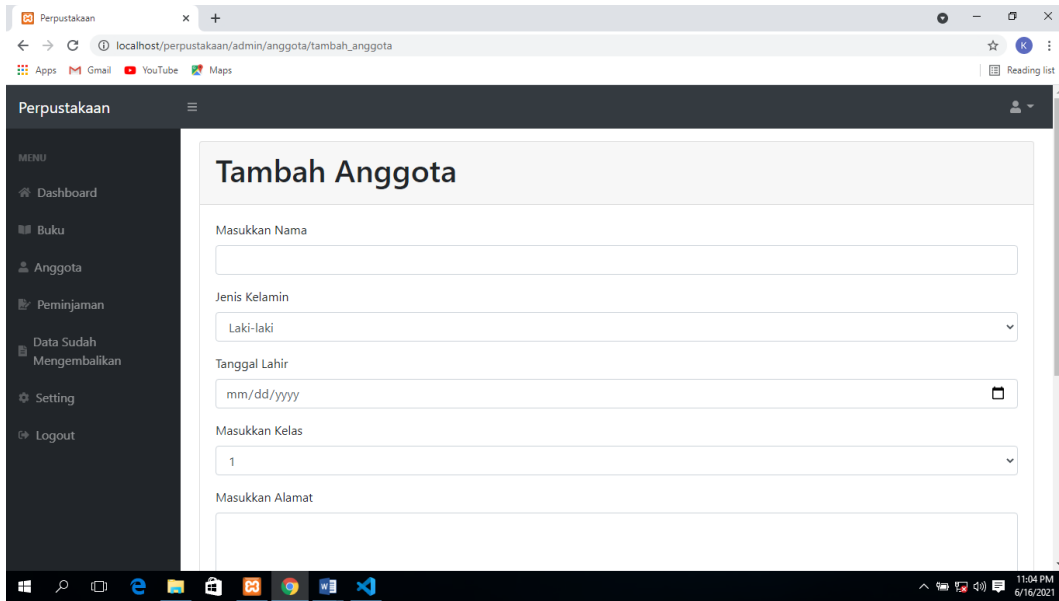 Perpustakaan
localhost/perpustakaan/admin/anggota/tambah_anggota
K
Apps Gmail YouTube Maps
Reading list
Perpustakaan
MENU
Dashboard
Buku
Anggota
Peminjaman
Data Sudah
Mengembalikan
Setting
Logout
Tambah Anggota
Masukkan Nama
Jenis Kelamin
Laki-laki
Tanggal Lahir
mm/dd/yyyy
Masukkan Kelas
1
Masukkan Alamat
11:04 PM
6/16/2021